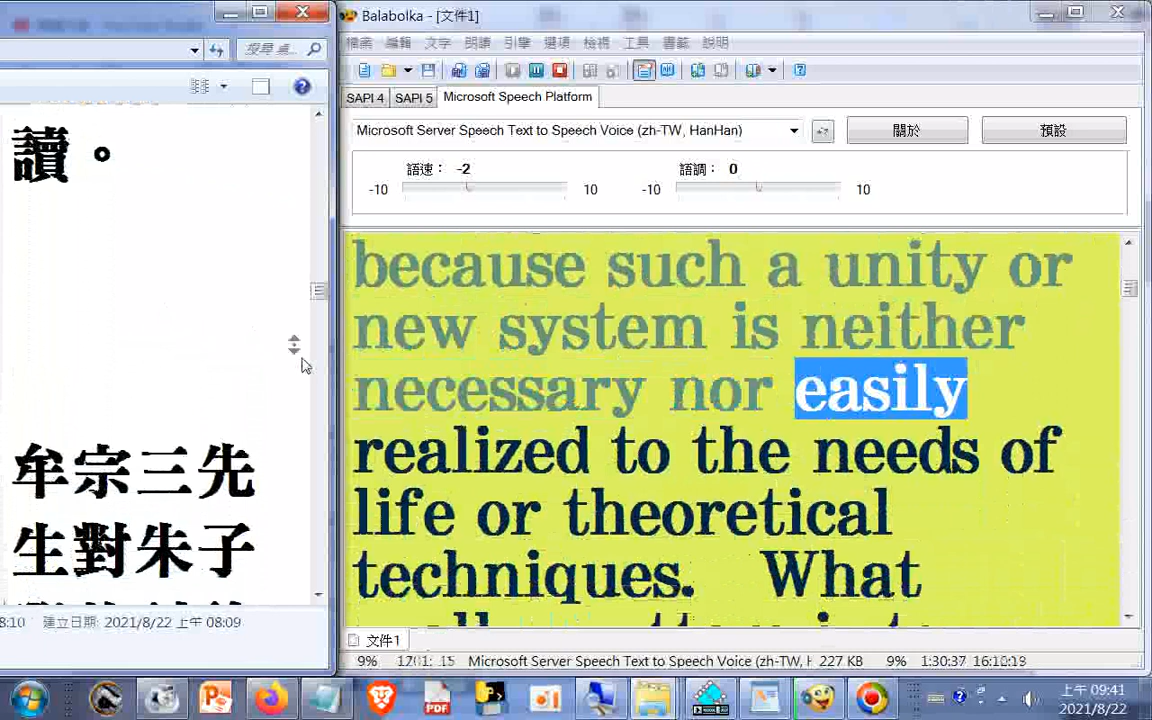 搜尋桌...
讀。
牟宗三先
生對朱子
8:10 建立日期: 2021/8/22 上午 08:09
Balabolka - [文件1]
檔案 編輯 文字 朗讀 引擎 選項 檢視 工具 書籤 說明
SAPI 4 SAPI 5 Microsoft Speech Platform
Microsoft Server Speech Text to Speech Voice (zh-TW, HanHan) 關於 預設
語速： -2 語調： 0
-10 10 -10 10
because such a unity or
new system is neither
necessary nor easily
realized to the needs of
life or theoretical
techniques. What
文件1
9% Microsoft Server Speech Text to Speech Voice (zh-TW, H 227 KB 9% 1:30:37 16:10:19
上午 09:41
2021/8/22